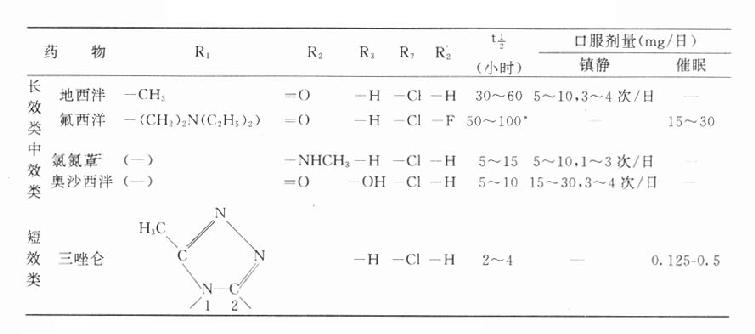 药 物 R₁ R₂ R₃ R₇ R₂' t½ (小时) 口服剂量(mg/日)
镇静 催眠
长效类
地西泮 —CH₃ =O —H —Cl —H 30～60 5～10,3～4次/日 —
氟西泮 —(CH₂)₂N(C₂H₅)₂) =O —H —Cl —F 50～100* — 15～30
中效类
氯氮䓬 (—) —NHCH₃ —H —Cl —H 5～15 5～10,1～3次/日 —
奥沙西泮 (—) =O —OH —Cl —H 5～10 15～30,3～4次/日 —
短效类
三唑仑 —H —Cl —H 2～4 — 0.125-0.5
N
H₃C
C N
N—C
1 2